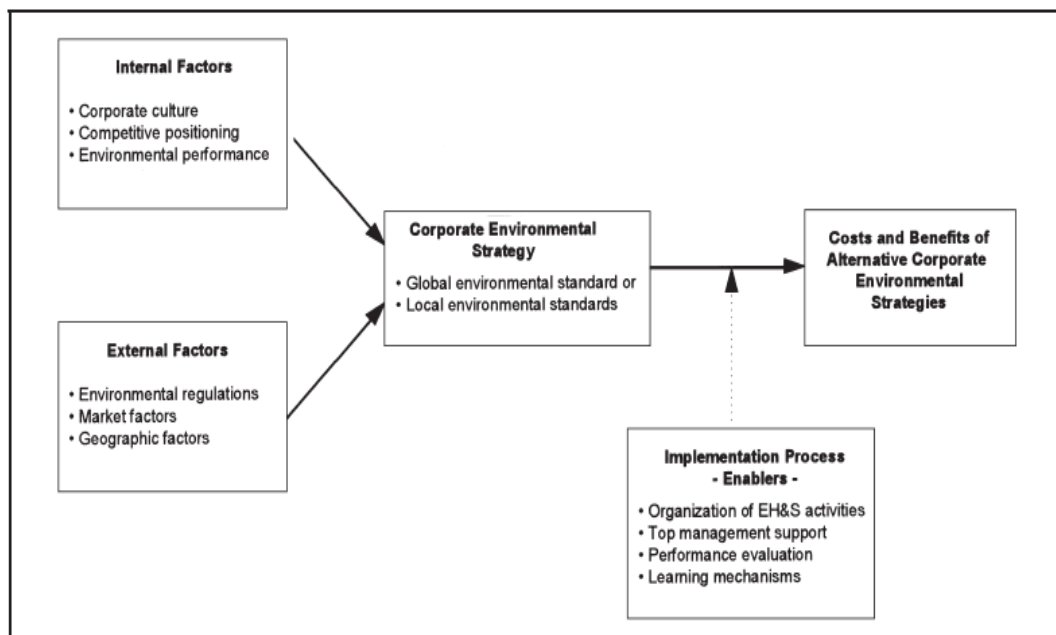 Internal Factors
• Corporate culture
• Competitive positioning
• Environmental performance
External Factors
• Environmental regulations
• Market factors
• Geographic factors
Corporate Environmental
Strategy
• Global environmental standard or
• Local environmental standards
Costs and Benefits of
Alternative Corporate
Environmental
Strategies
Implementation Process
- Enablers -
• Organization of EH&S activities
• Top management support
• Performance evaluation
• Learning mechanisms